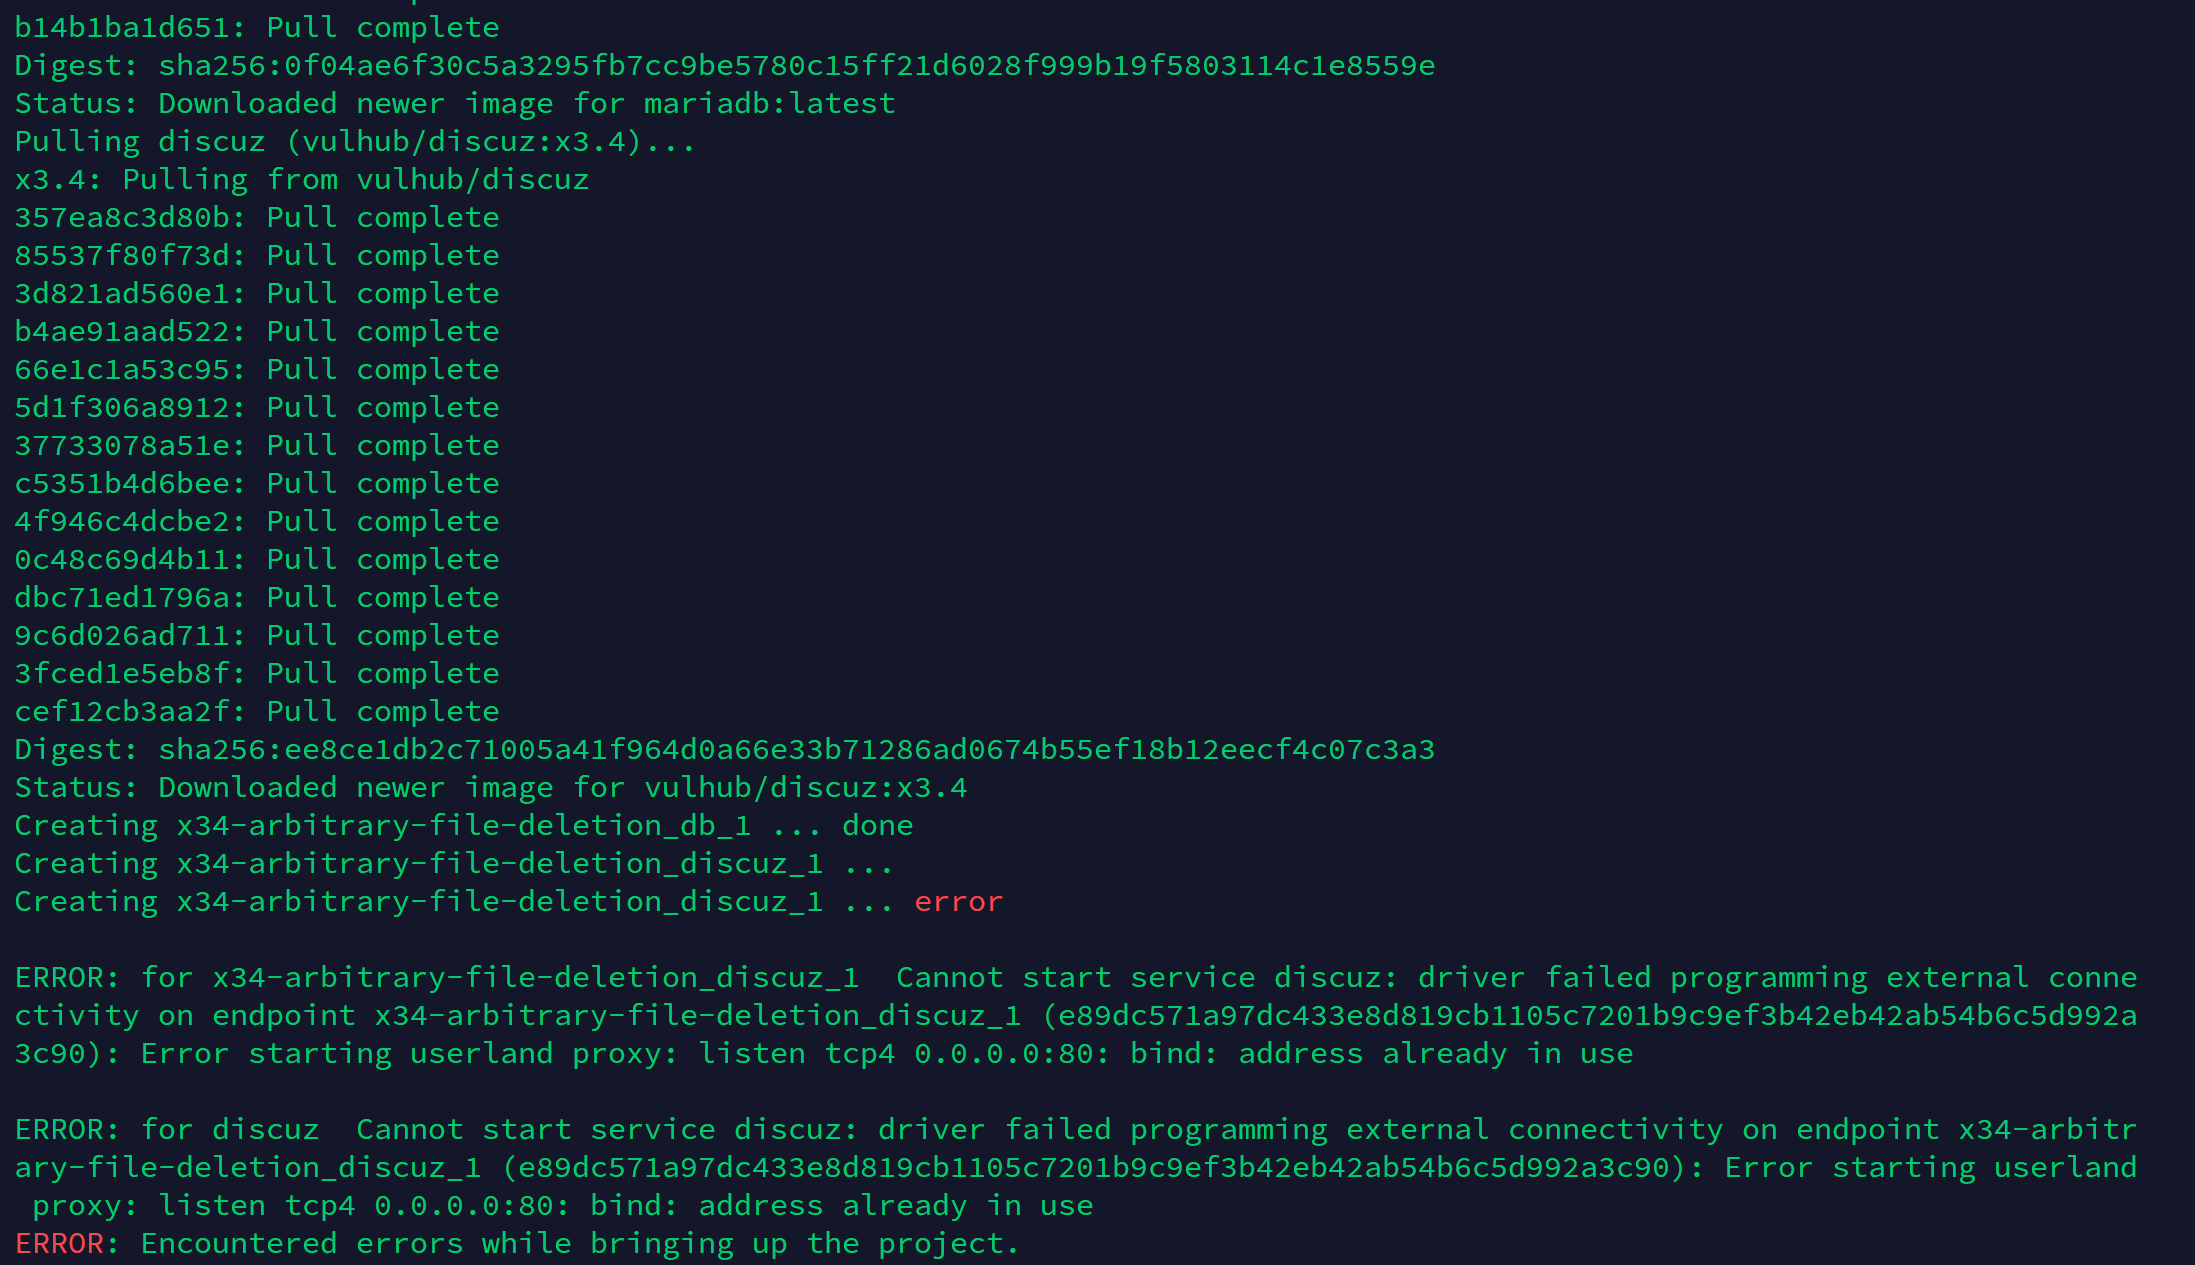 b14b1ba1d651: Pull complete
Digest: sha256:0f04ae6f30c5a3295fb7cc9be5780c15ff21d6028f999b19f5803114c1e8559e
Status: Downloaded newer image for mariadb:latest
Pulling discuz (vulhub/discuz:x3.4)...
x3.4: Pulling from vulhub/discuz
357ea8c3d80b: Pull complete
85537f80f73d: Pull complete
3d821ad560e1: Pull complete
b4ae91aad522: Pull complete
66e1c1a53c95: Pull complete
5d1f306a8912: Pull complete
37733078a51e: Pull complete
c5351b4d6bee: Pull complete
4f946c4dcbe2: Pull complete
0c48c69d4b11: Pull complete
dbc71ed1796a: Pull complete
9c6d026ad711: Pull complete
3fced1e5eb8f: Pull complete
cef12cb3aa2f: Pull complete
Digest: sha256:ee8ce1db2c71005a41f964d0a66e33b71286ad0674b55ef18b12eecf4c07c3a3
Status: Downloaded newer image for vulhub/discuz:x3.4
Creating x34-arbitrary-file-deletion_db_1 ... done
Creating x34-arbitrary-file-deletion_discuz_1 ...
Creating x34-arbitrary-file-deletion_discuz_1 ... error
ERROR: for x34-arbitrary-file-deletion_discuz_1  Cannot start service discuz: driver failed programming external conne
ctivity on endpoint x34-arbitrary-file-deletion_discuz_1 (e89dc571a97dc433e8d819cb1105c7201b9c9ef3b42eb42ab54b6c5d992a
3c90): Error starting userland proxy: listen tcp4 0.0.0.0:80: bind: address already in use
ERROR: for discuz  Cannot start service discuz: driver failed programming external connectivity on endpoint x34-arbitr
ary-file-deletion_discuz_1 (e89dc571a97dc433e8d819cb1105c7201b9c9ef3b42eb42ab54b6c5d992a3c90): Error starting userland
 proxy: listen tcp4 0.0.0.0:80: bind: address already in use
ERROR: Encountered errors while bringing up the project.